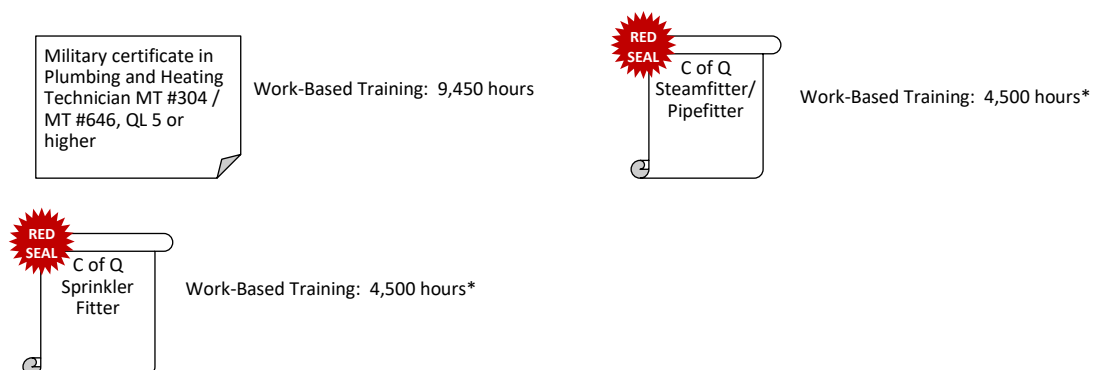 Military certificate in
Plumbing and Heating
Technician MT #304 /
MT #646, QL 5 or
higher
Work-Based Training: 9,450 hours
RED
SEAL
C of Q
Steamfitter/
Pipefitter
Work-Based Training: 4,500 hours*
RED
SEAL
C of Q
Sprinkler
Fitter
Work-Based Training: 4,500 hours*